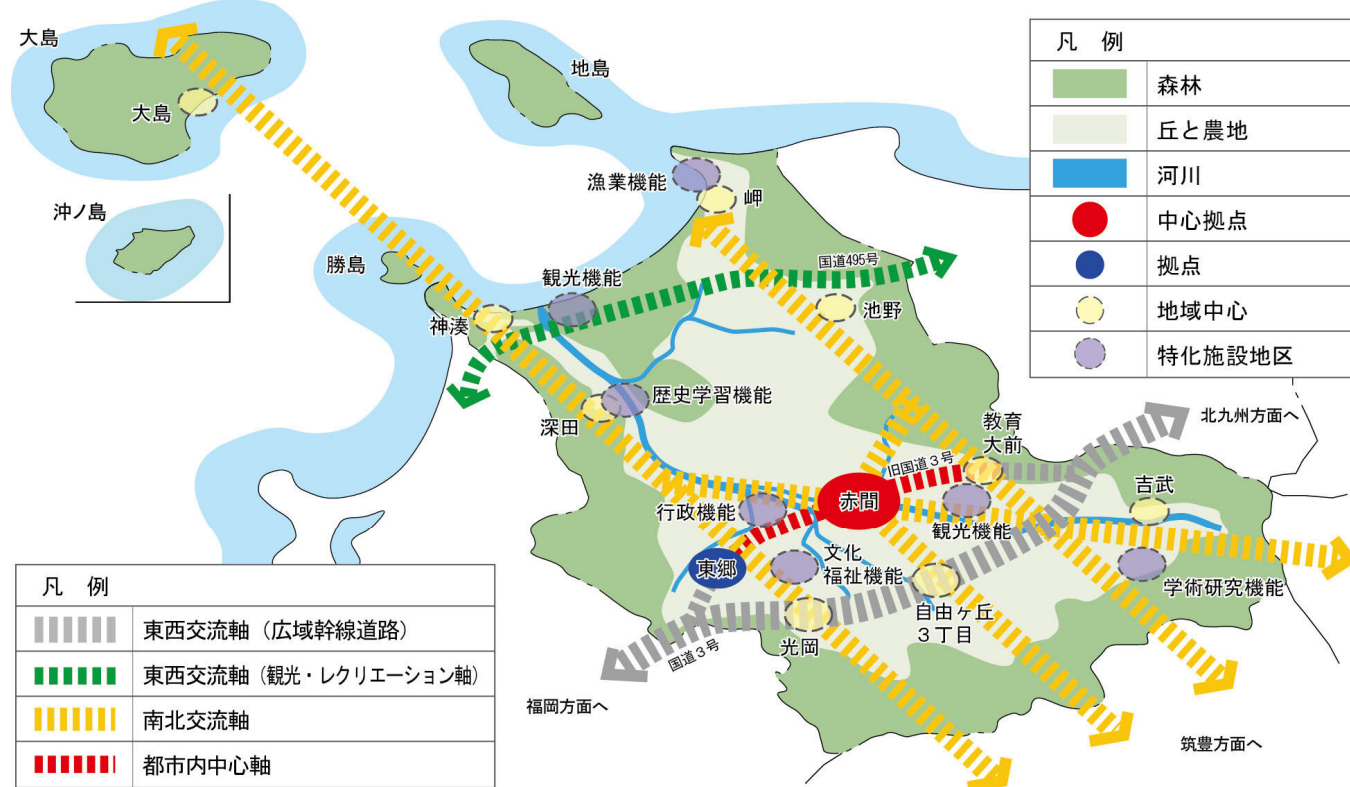 大島
大島
地島
沖ノ島
勝島
漁業機能
岬
国道495号
観光機能
池野
神湊
歴史学習機能
深田
教育
大前
北九州方面へ
旧国道3号
赤間
吉武
行政機能
観光機能
文化
福祉機能
東郷
学術研究機能
自由ヶ丘
3丁目
光岡
国道3号
福岡方面へ
筑豊方面へ
凡 例
森林
丘と農地
河川
中心拠点
拠点
地域中心
特化施設地区
凡 例
東西交流軸(広域幹線道路)
東西交流軸(観光・レクリエーション軸)
南北交流軸
都市内中心軸